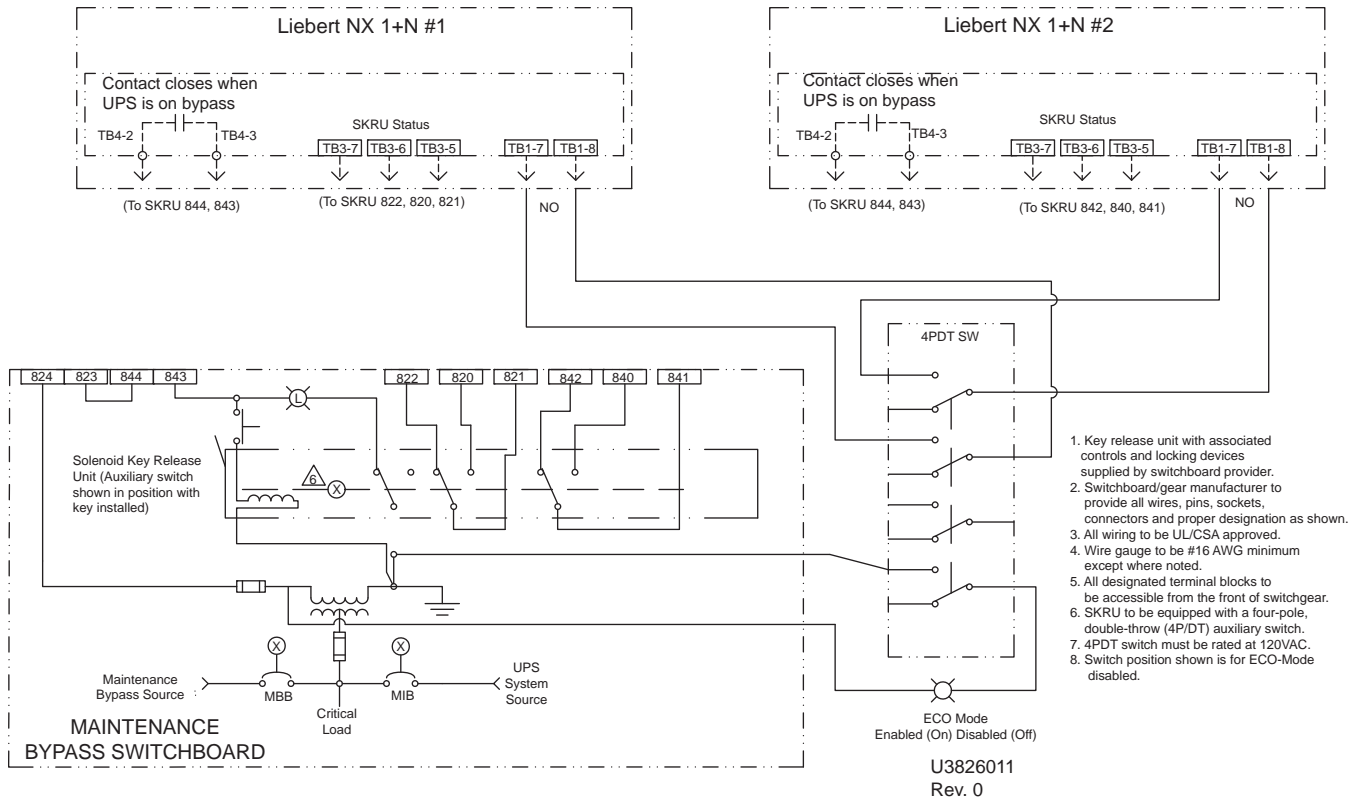 Liebert NX 1+N #1
Contact closes when
UPS is on bypass
TB4-2
TB4-3
SKRU Status
TB3-7 TB3-6 TB3-5
TB1-7 TB1-8
(To SKRU 844, 843)
(To SKRU 822, 820, 821)
NO
Liebert NX 1+N #2
Contact closes when
UPS is on bypass
TB4-2
TB4-3
SKRU Status
TB3-7 TB3-6 TB3-5
TB1-7 TB1-8
(To SKRU 844, 843)
(To SKRU 842, 840, 841)
NO
4PDT SW
824 823 844 843 822 820 821 842 840 841
L
Solenoid Key Release
Unit (Auxiliary switch
shown in position with
key installed)
6
X
X
X
Maintenance
Bypass Source
MBB
MIB
UPS
System
Source
Critical
Load
MAINTENANCE
BYPASS SWITCHBOARD
ECO Mode
Enabled (On) Disabled (Off)
1. Key release unit with associated
controls and locking devices
supplied by switchboard provider.
2. Switchboard/gear manufacturer to
provide all wires, pins, sockets,
connectors and proper designation as shown.
3. All wiring to be UL/CSA approved.
4. Wire gauge to be #16 AWG minimum
except where noted.
5. All designated terminal blocks to
be accessible from the front of switchgear.
6. SKRU to be equipped with a four-pole,
double-throw (4P/DT) auxiliary switch.
7. 4PDT switch must be rated at 120VAC.
8. Switch position shown is for ECO-Mode
disabled.
U3826011
Rev. 0